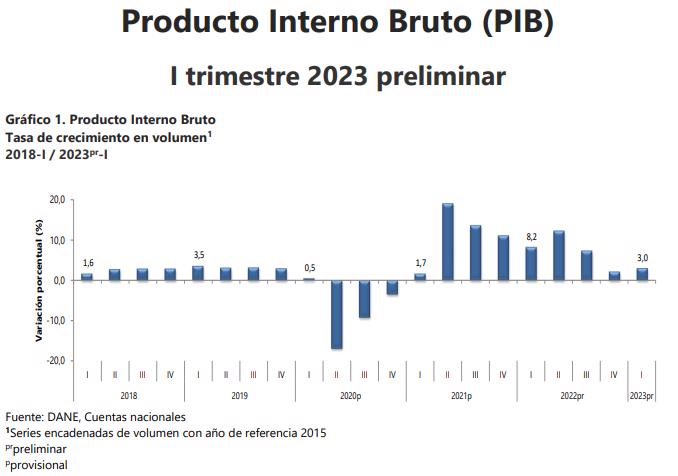 Producto Interno Bruto (PIB)
I trimestre 2023 preliminar
Gráfico 1. Producto Interno Bruto
Tasa de crecimiento en volumen¹
2018-I / 2023ᵖʳ-I
Variación porcentual (%)
20,0
10,0
0,0
-10,0
-20,0
1,6
3,5
0,5
1,7
8,2
3,0
I II III IV I II III IV I II III IV I II III IV I II III IV I
2018 2019 2020p 2021p 2022pr 2023pr
Fuente: DANE, Cuentas nacionales
¹Series encadenadas de volumen con año de referencia 2015
ᵖʳpreliminar
ᵖprovisional